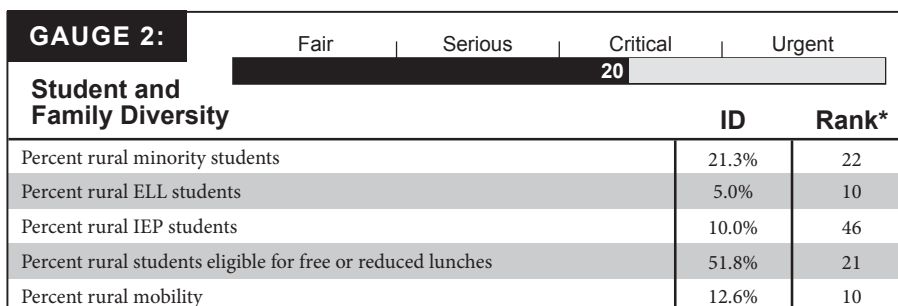 GAUGE 2:
Fair | Serious | Critical | Urgent
20
Student and
Family Diversity
ID Rank*
Percent rural minority students 21.3% 22
Percent rural ELL students 5.0% 10
Percent rural IEP students 10.0% 46
Percent rural students eligible for free or reduced lunches 51.8% 21
Percent rural mobility 12.6% 10